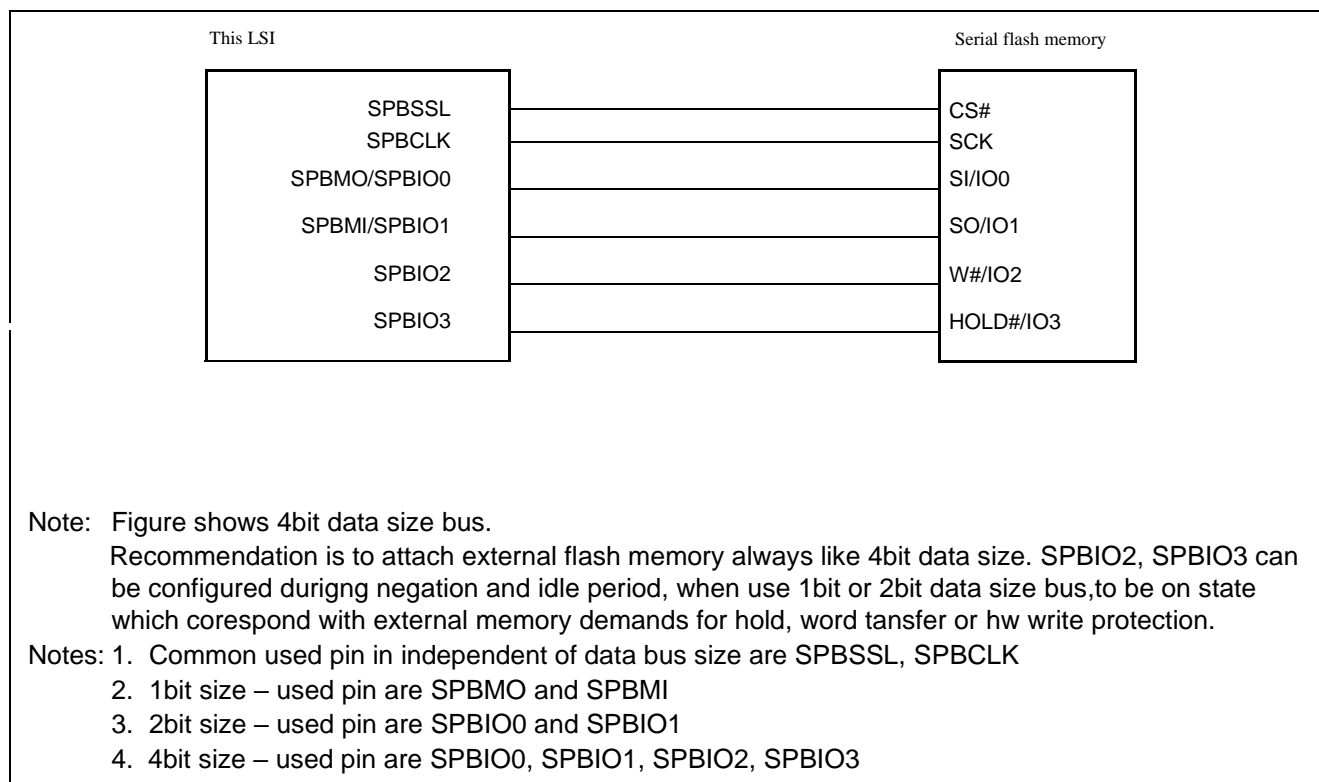 This LSI
Serial flash memory
SPBSSL
CS#
SPBCLK
SCK
SPBMO/SPBIO0
SI/IO0
SPBMI/SPBIO1
SO/IO1
SPBIO2
W#/IO2
SPBIO3
HOLD#/IO3
Note: Figure shows 4bit data size bus.
Recommendation is to attach external flash memory always like 4bit data size. SPBIO2, SPBIO3 can
be configured durigng negation and idle period, when use 1bit or 2bit data size bus,to be on state
which corespond with external memory demands for hold, word tansfer or hw write protection.
Notes: 1. Common used pin in independent of data bus size are SPBSSL, SPBCLK
2. 1bit size – used pin are SPBMO and SPBMI
3. 2bit size – used pin are SPBIO0 and SPBIO1
4. 4bit size – used pin are SPBIO0, SPBIO1, SPBIO2, SPBIO3